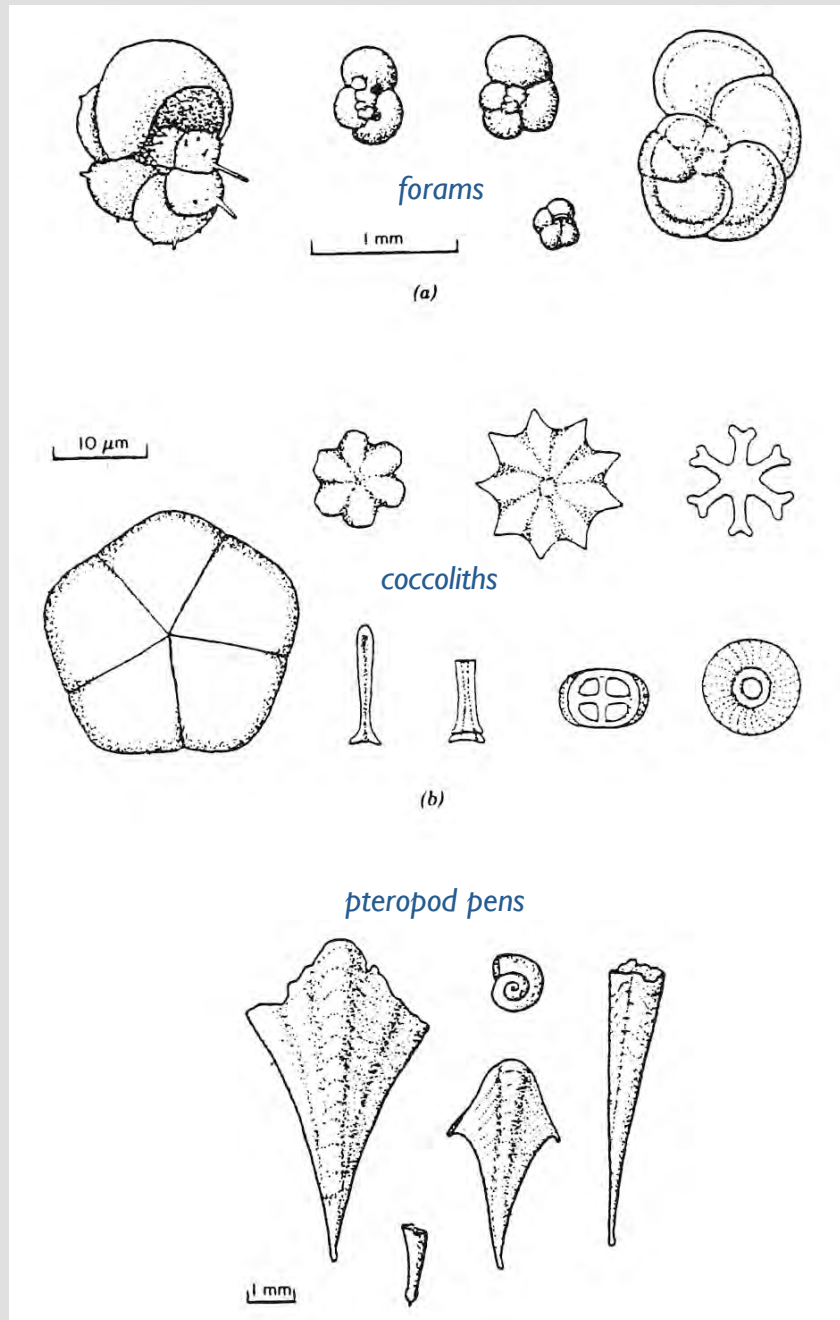 forams
1 mm
(a)
10 μm
coccoliths
(b)
pteropod pens
1 mm